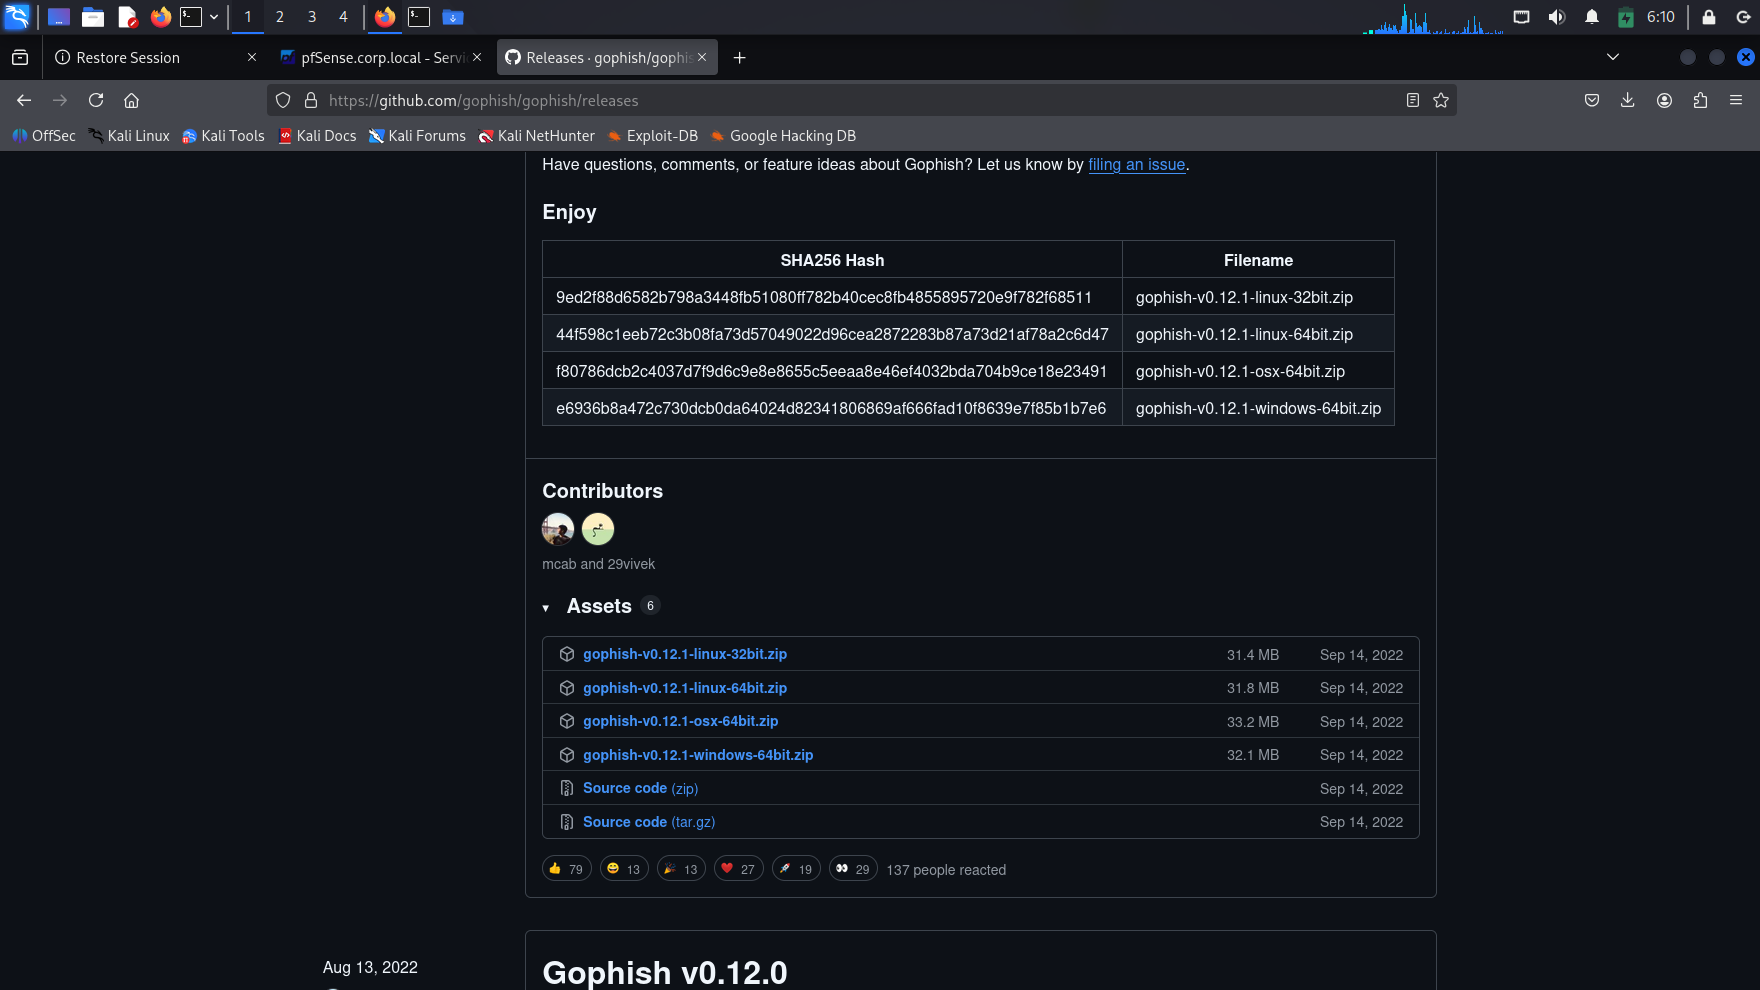 1 2 3 4 6:10
Restore Session pfSense.corp.local - Servi Releases · gophish/gophis
https://github.com/gophish/gophish/releases
OffSec Kali Linux Kali Tools Kali Docs Kali Forums Kali NetHunter Exploit-DB Google Hacking DB
Have questions, comments, or feature ideas about Gophish? Let us know by filing an issue.
Enjoy
SHA256 Hash Filename
9ed2f88d6582b798a3448fb51080ff782b40cec8fb4855895720e9f782f68511 gophish-v0.12.1-linux-32bit.zip
44f598c1eeb72c3b08fa73d57049022d96cea2872283b87a73d21af78a2c6d47 gophish-v0.12.1-linux-64bit.zip
f80786dcb2c4037d7f9d6c9e8e8655c5eeaa8e46ef4032bda704b9ce18e23491 gophish-v0.12.1-osx-64bit.zip
e6936b8a472c730dcb0da64024d82341806869af666fad10f8639e7f85b1b7e6 gophish-v0.12.1-windows-64bit.zip
Contributors
mcab and 29vivek
Assets 6
gophish-v0.12.1-linux-32bit.zip 31.4 MB Sep 14, 2022
gophish-v0.12.1-linux-64bit.zip 31.8 MB Sep 14, 2022
gophish-v0.12.1-osx-64bit.zip 33.2 MB Sep 14, 2022
gophish-v0.12.1-windows-64bit.zip 32.1 MB Sep 14, 2022
Source code (zip) Sep 14, 2022
Source code (tar.gz) Sep 14, 2022
79 13 13 27 19 29 137 people reacted
Aug 13, 2022
Gophish v0.12.0